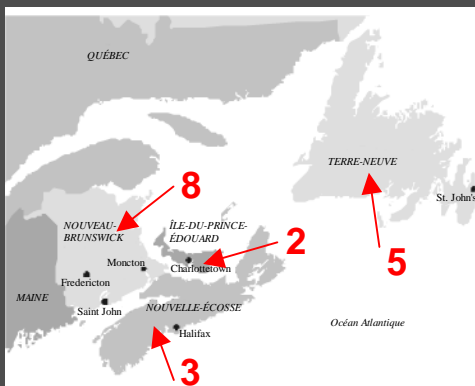 QUÉBEC
TERRE-NEUVE
St. John's
8
NOUVEAU-
BRUNSWICK
ÎLE-DU-PRINCE-
ÉDOUARD
2
5
Moncton
Charlottetown
Fredericton
MAINE
Saint John
NOUVELLE-ÉCOSSE
Océan Atlantique
Halifax
3